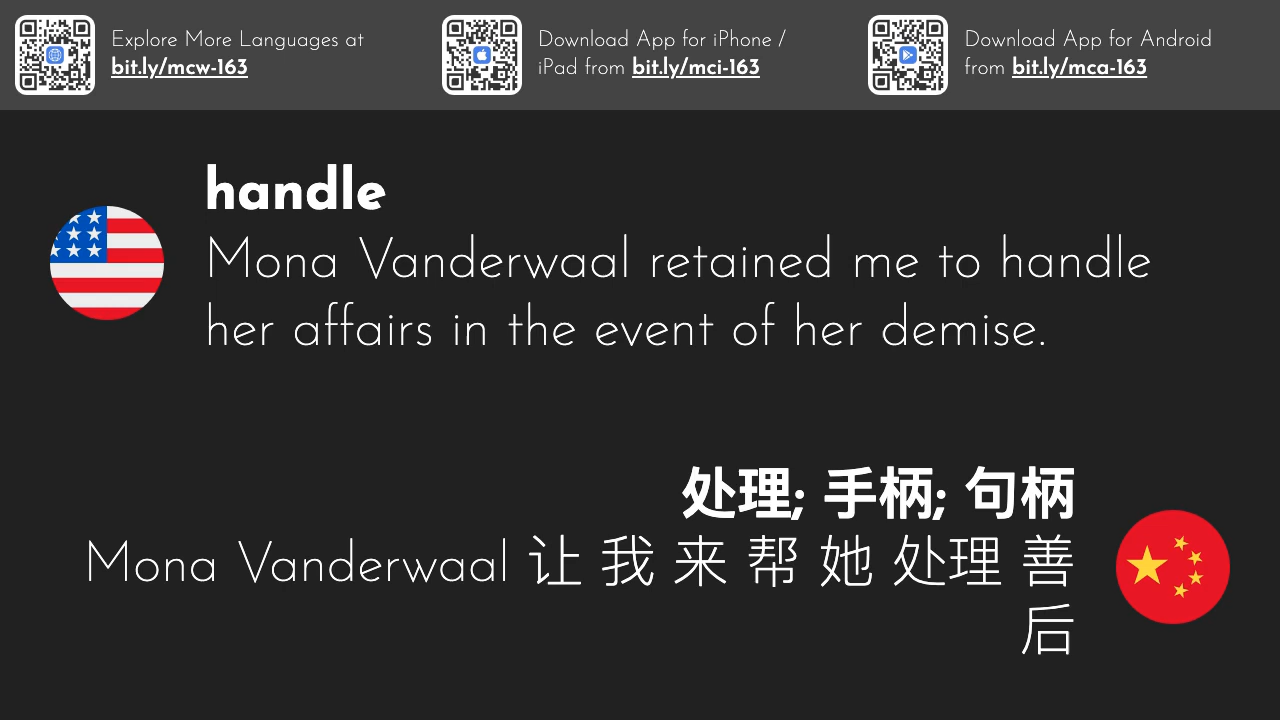 Explore More Languages at
bit.ly/mcw-163
Download App for iPhone /
iPad from bit.ly/mci-163
Download App for Android
from bit.ly/mca-163
handle
Mona Vanderwaal retained me to handle
her affairs in the event of her demise.
处理; 手柄; 句柄
Mona Vanderwaal 让 我 来 帮 她 处理 善
后